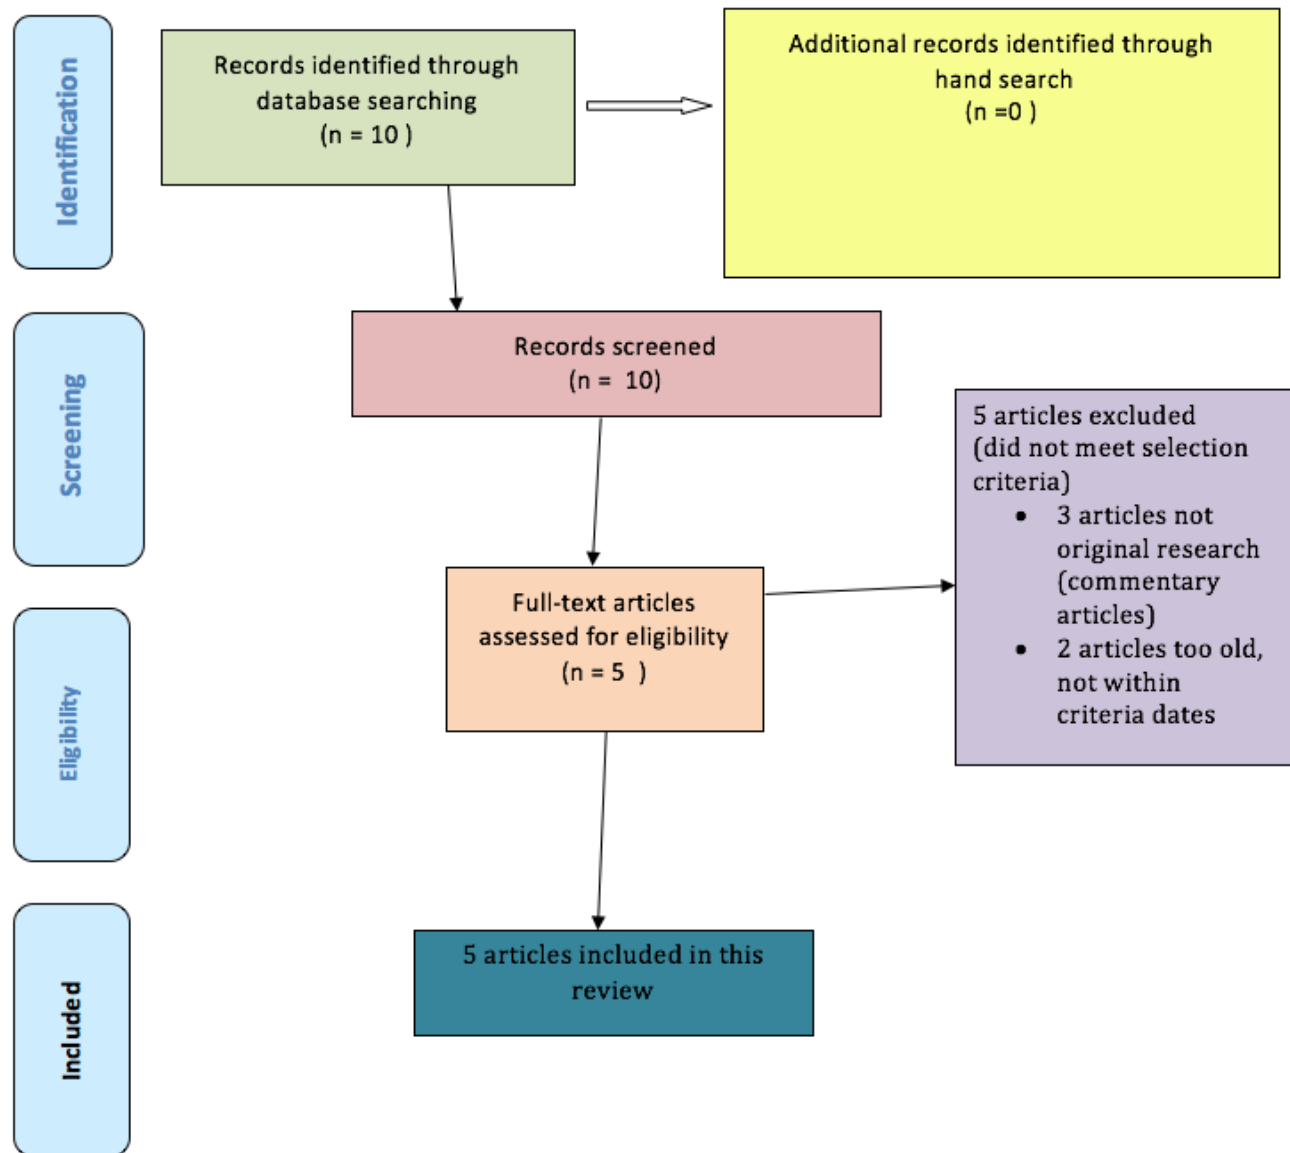 Identification
Records identified through
database searching
(n = 10 )
Additional records identified through
hand search
(n =0 )
Screening
Records screened
(n =  10)
5 articles excluded
(did not meet selection
criteria)
• 3 articles not
original research
(commentary
articles)
• 2 articles too old,
not within
criteria dates
Eligibility
Full-text articles
assessed for eligibility
(n = 5  )
Included
5 articles included in this
review